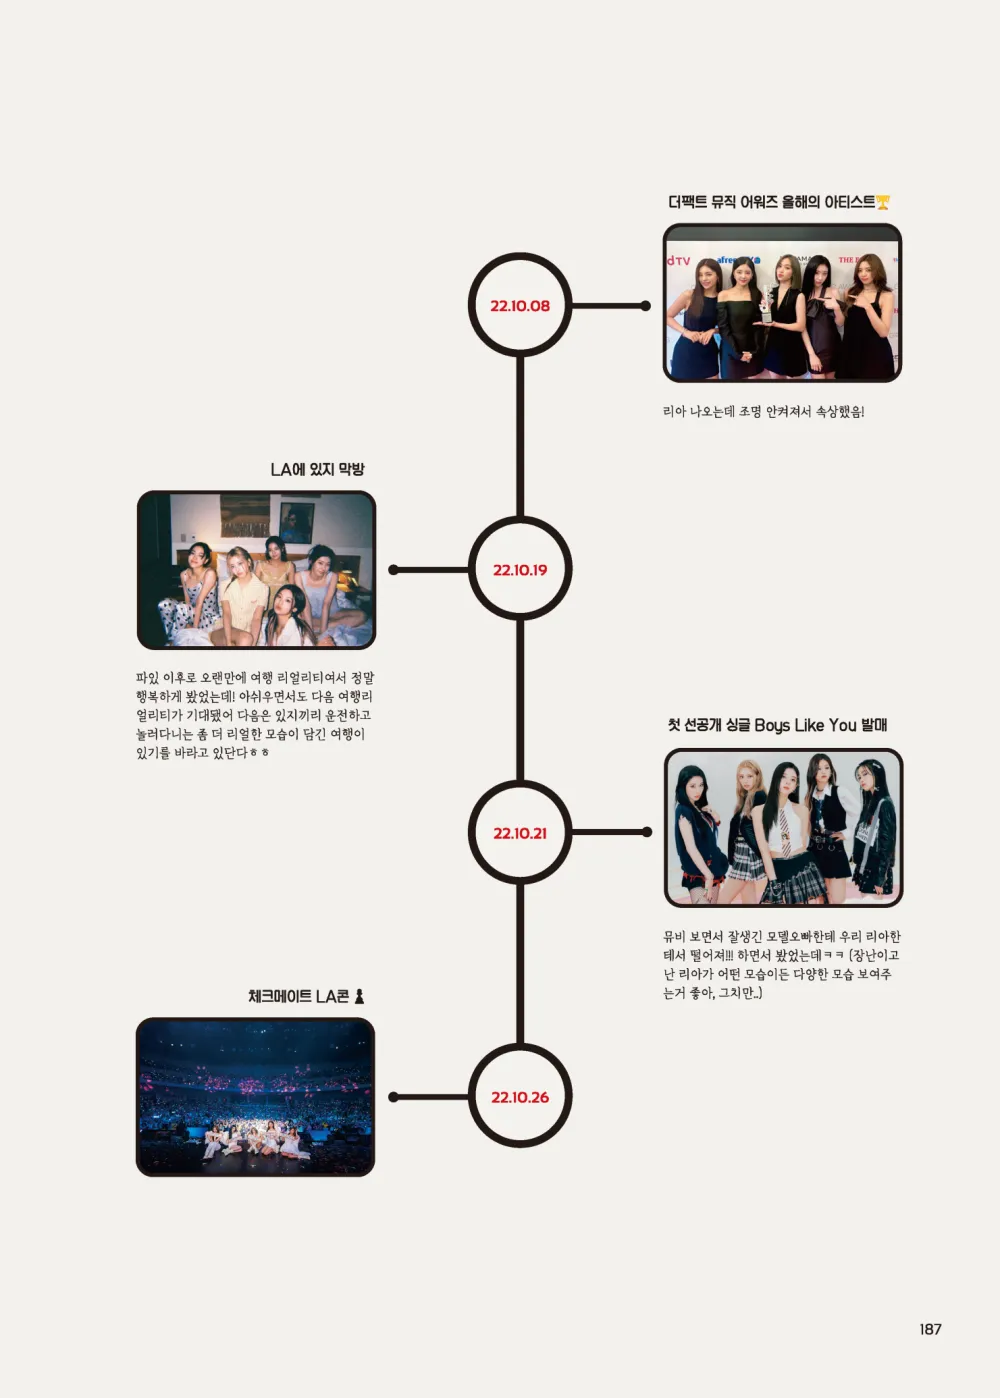 더팩트 뮤직 어워즈 올해의 아티스트🏆
22.10.08
리아 나오는데 조명 안켜져서 속상했음!
LA에 있지 막방
22.10.19
파있 이후로 오랜만에 여행 리얼리티여서 정말
행복하게 봤었는데! 아쉬우면서도 다음 여행리
얼리티가 기대됐어 다음은 있지끼리 운전하고
놀러다니는 좀 더 리얼한 모습이 담긴 여행이
있기를 바라고 있단다ㅎㅎ
첫 선공개 싱글 Boys Like You 발매
22.10.21
뮤비 보면서 잘생긴 모델오빠한테 우리 리아한
테서 떨어져!!! 하면서 봤었는데ㅋㅋ (장난이고
난 리아가 어떤 모습이든 다양한 모습 보여주
는거 좋아, 그치만..)
체크메이트 LA콘 ♟
22.10.26
187